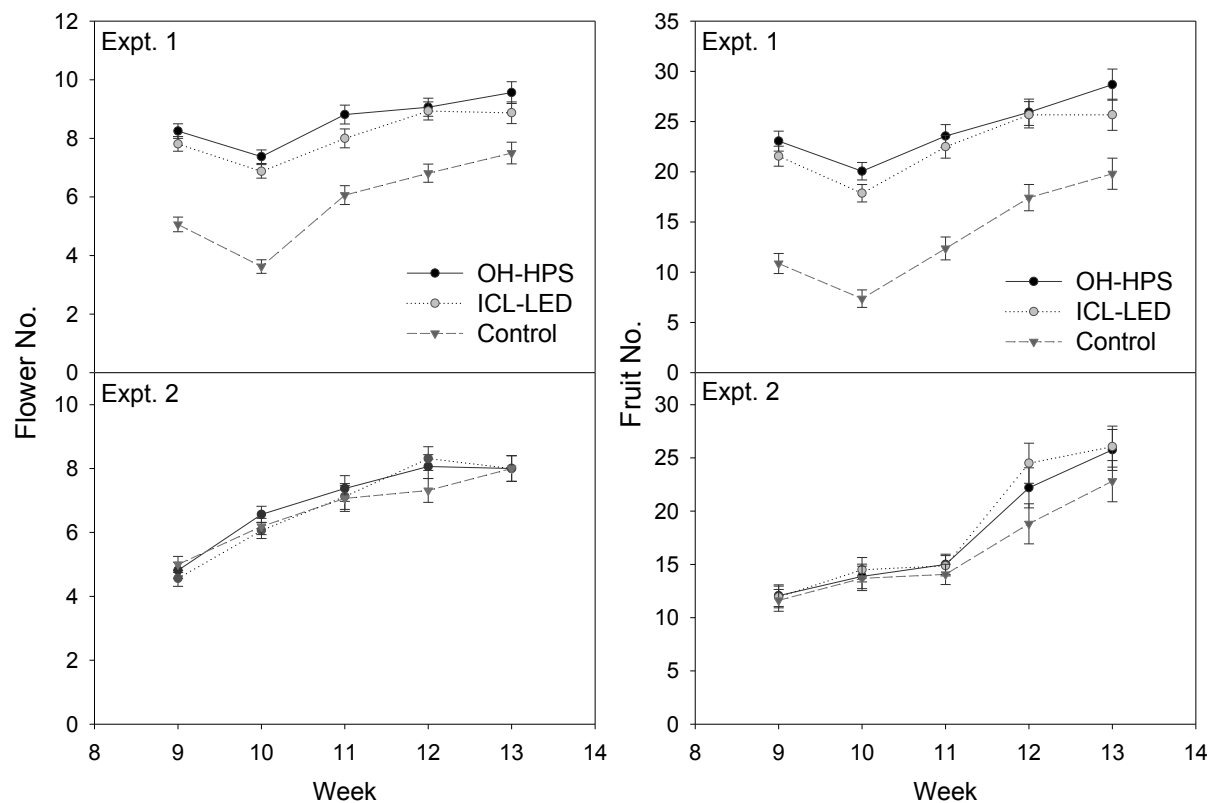 Expt. 1
12
10
8
6
4
2
0
OH-HPS
ICL-LED
Control
Flower No.
Expt. 2
10
8
6
4
2
0
8 9 10 11 12 13 14
Week
Expt. 1
35
30
25
20
15
10
5
0
OH-HPS
ICL-LED
Control
Fruit No.
Expt. 2
30
25
20
15
10
5
0
8 9 10 11 12 13 14
Week